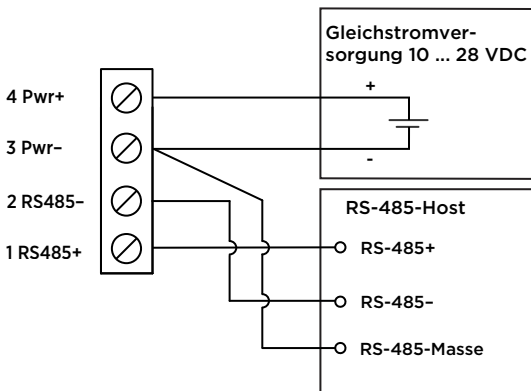 Gleichstromver-
sorgung 10 ... 28 VDC
+
-
4 Pwr+
3 Pwr–
2 RS485–
1 RS485+
RS-485-Host
RS-485+
RS-485–
RS-485-Masse